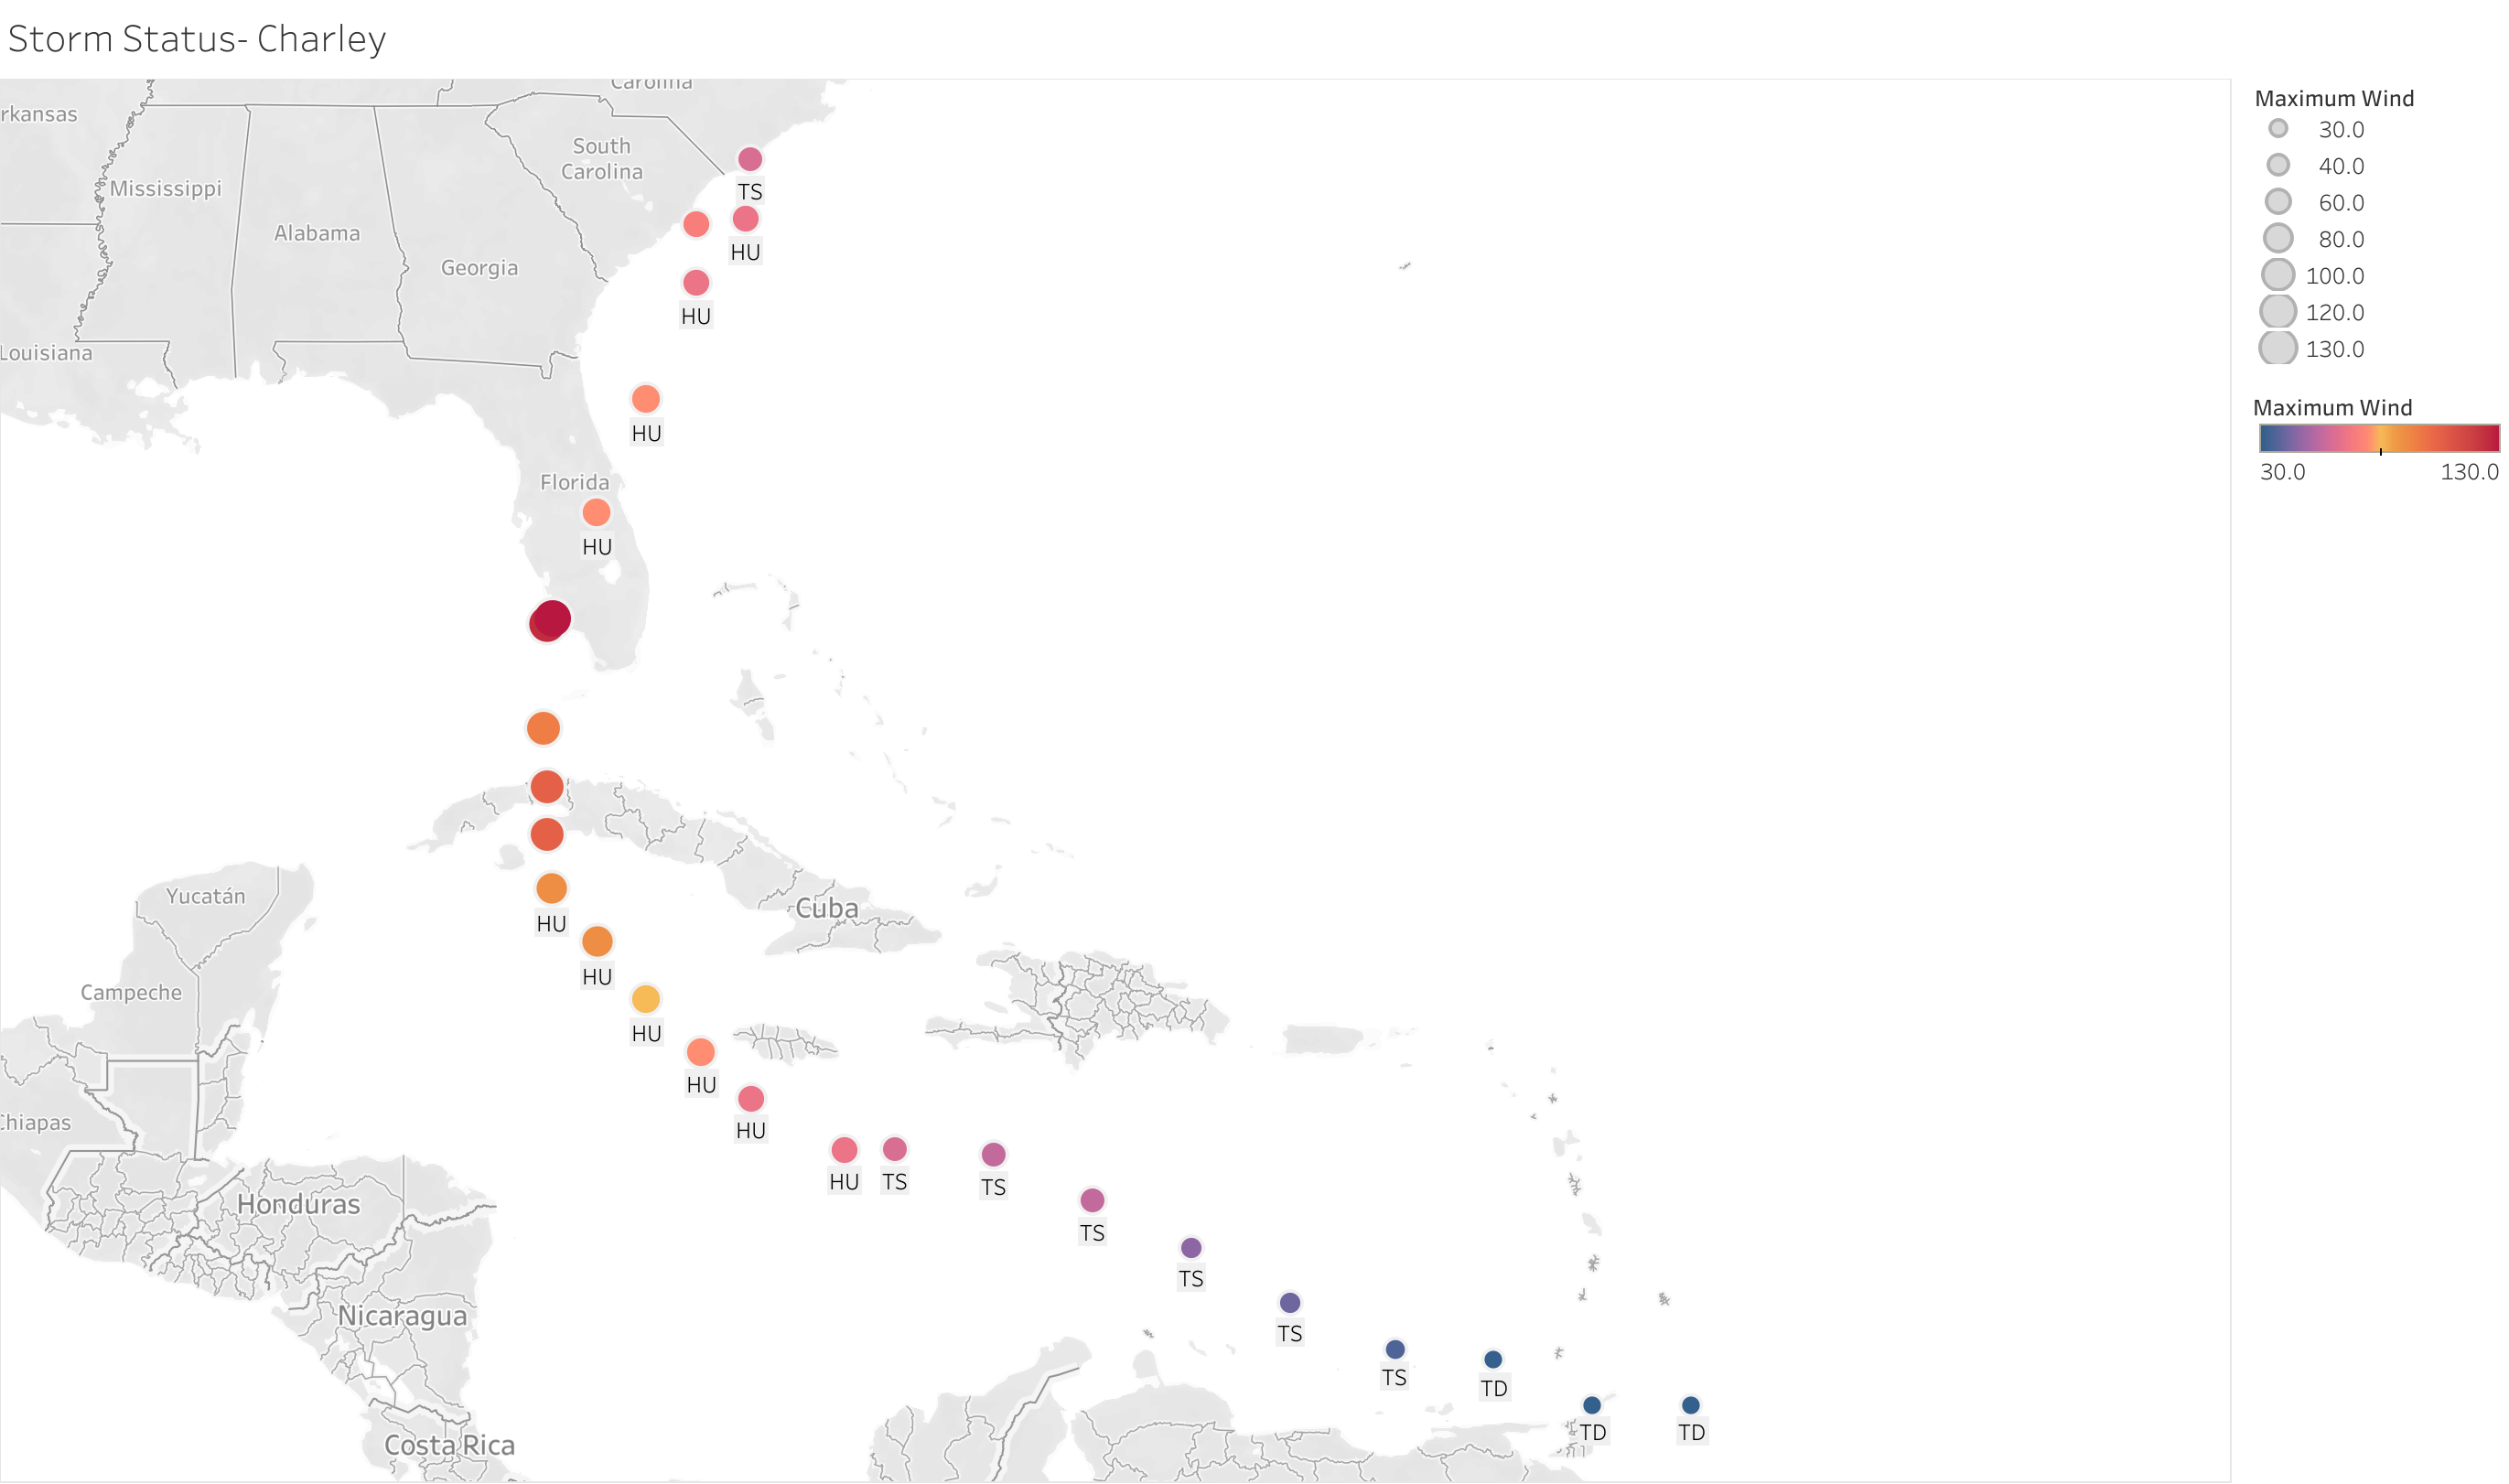 Storm Status- Charley
Carolina
rkansas
South
Carolina
Mississippi
Alabama
Georgia
Louisiana
Florida
Yucatán
Cuba
Campeche
Chiapas
Honduras
Nicaragua
Costa Rica
TS
HU
HU
HU
HU
HU
HU
HU
HU
HU
HU
TS
TS
TS
TS
TS
TS
TD
TD
TD
Maximum Wind
30.0
40.0
60.0
80.0
100.0
120.0
130.0
Maximum Wind
30.0 130.0